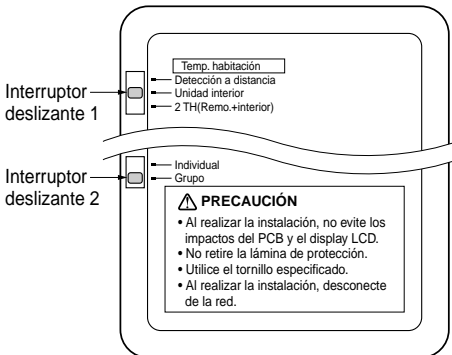 Temp. habitación
Detección a distancia
Unidad interior
2 TH(Remo.+interior)
Interruptor
deslizante 1
Individual
Grupo
Interruptor
deslizante 2
PRECAUCIÓN
• Al realizar la instalación, no evite los
impactos del PCB y el display LCD.
• No retire la lámina de protección.
• Utilice el tornillo especificado.
• Al realizar la instalación, desconecte
de la red.